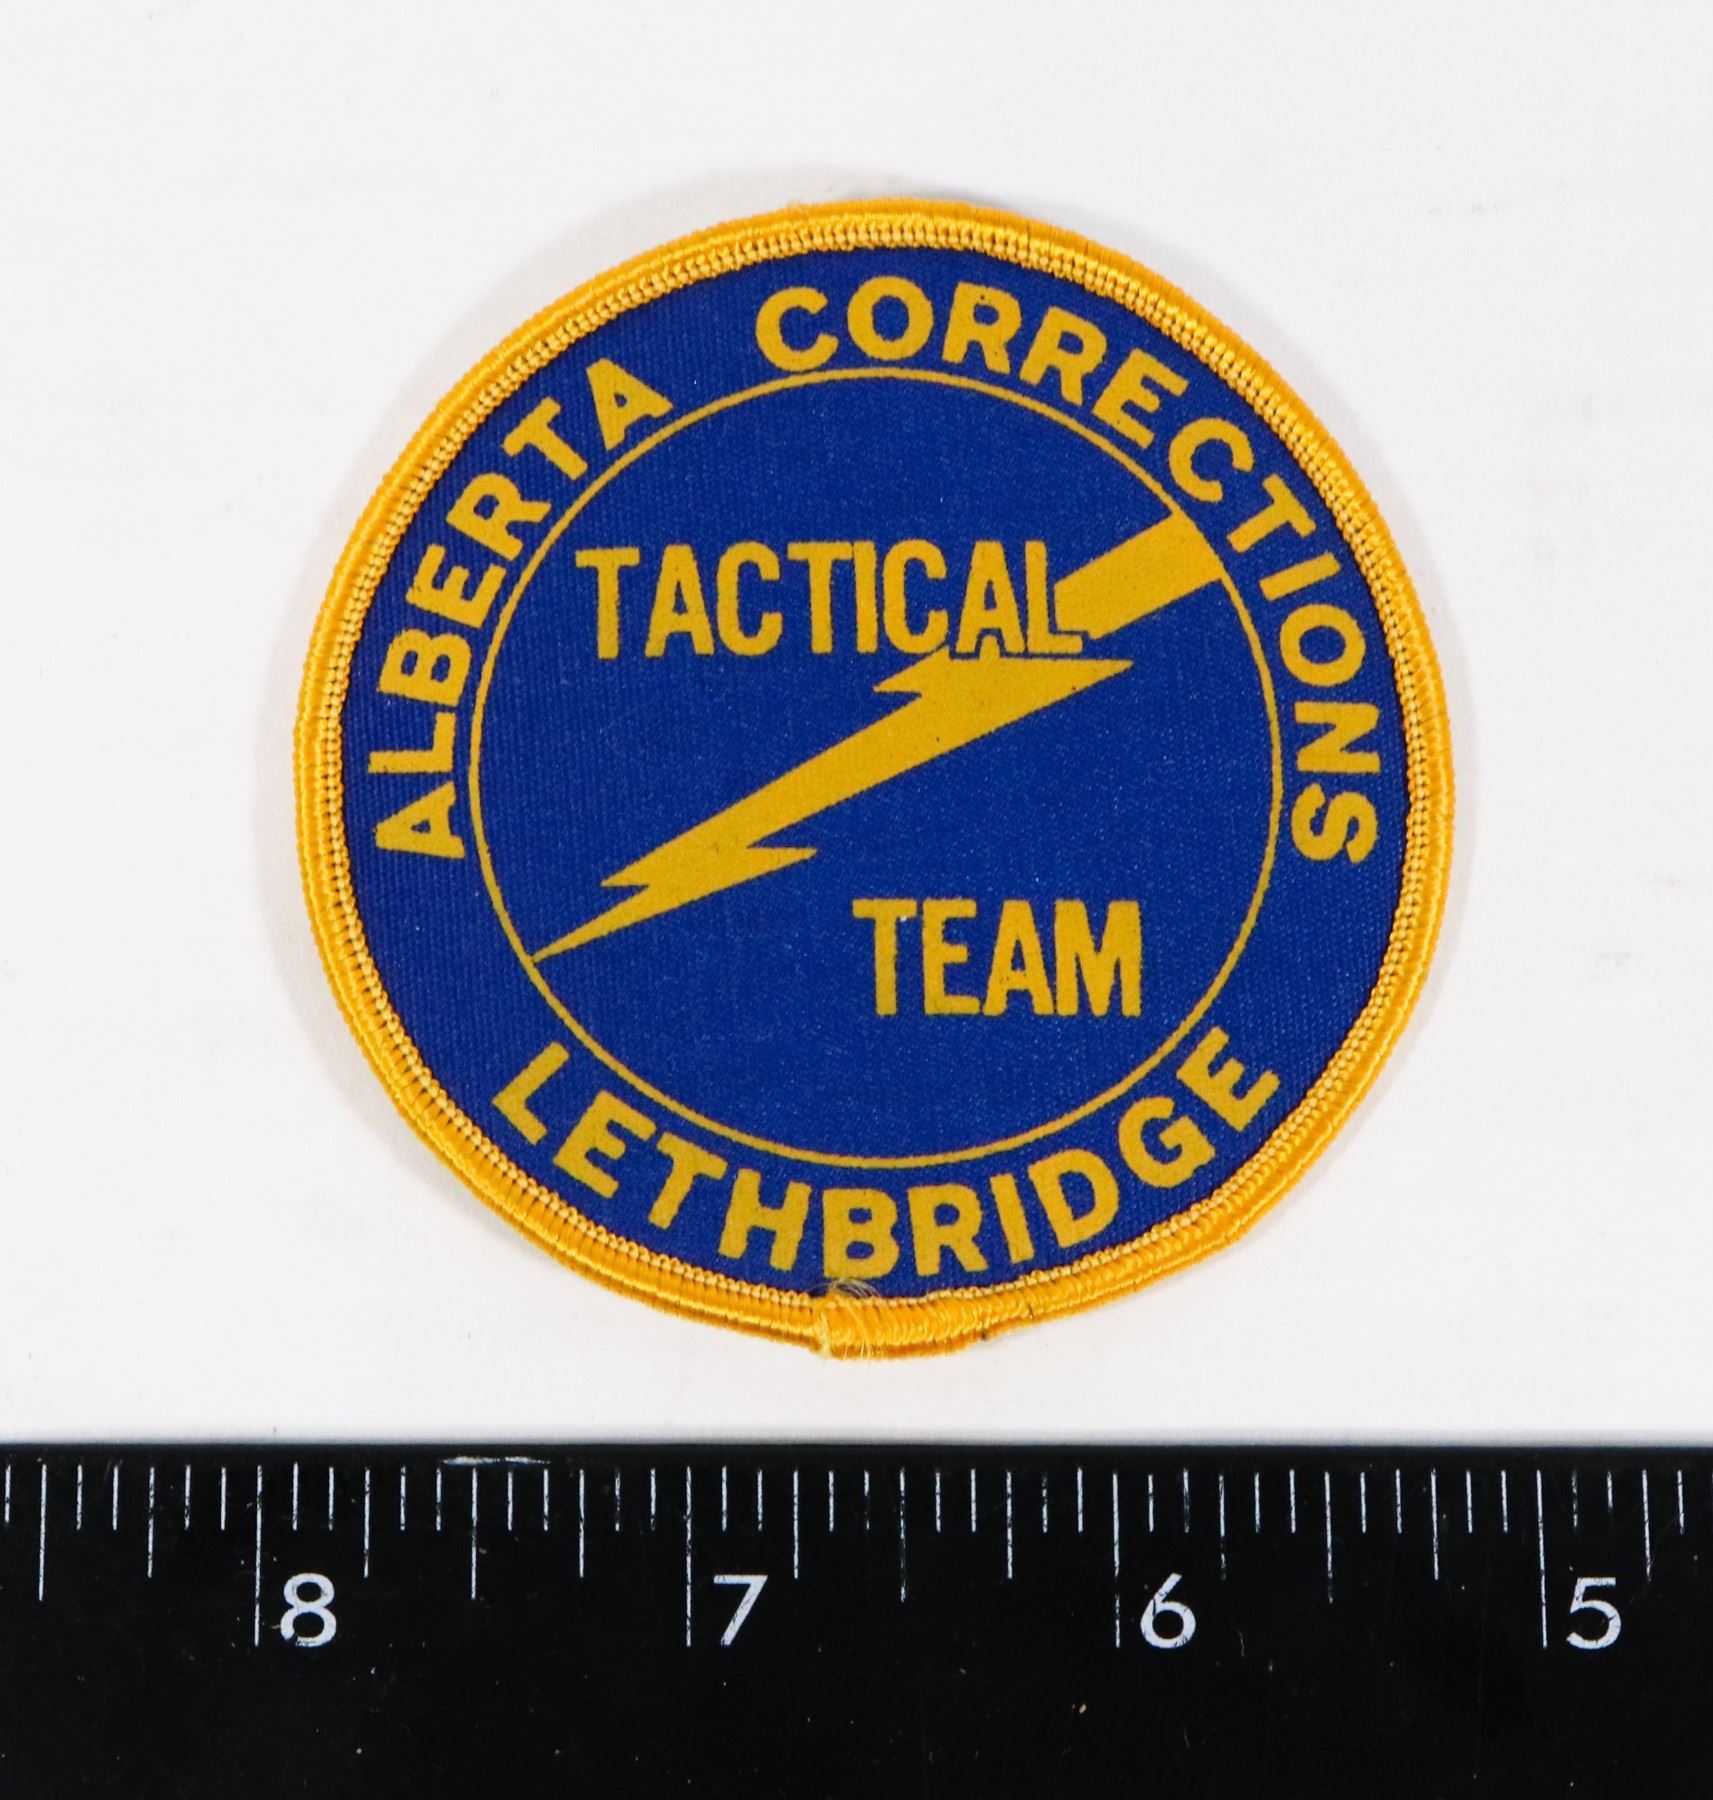 ALBERTA CORRECTIONS
TACTICAL
TEAM
LETHBRIDGE
8 7 6 5